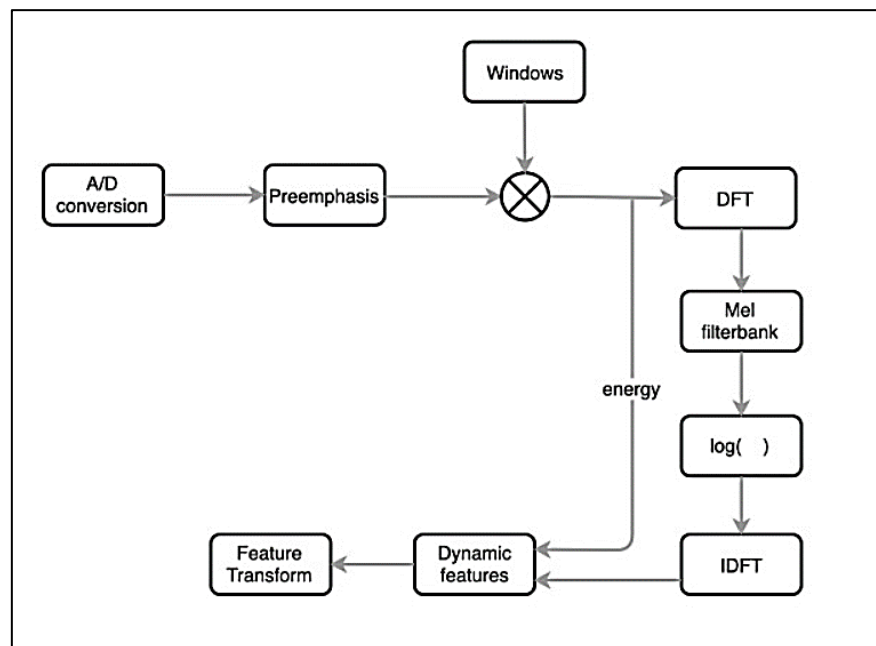 Windows
A/D
conversion
Preemphasis
DFT
Mel
filterbank
energy
log( )
Feature
Transform
Dynamic
features
IDFT